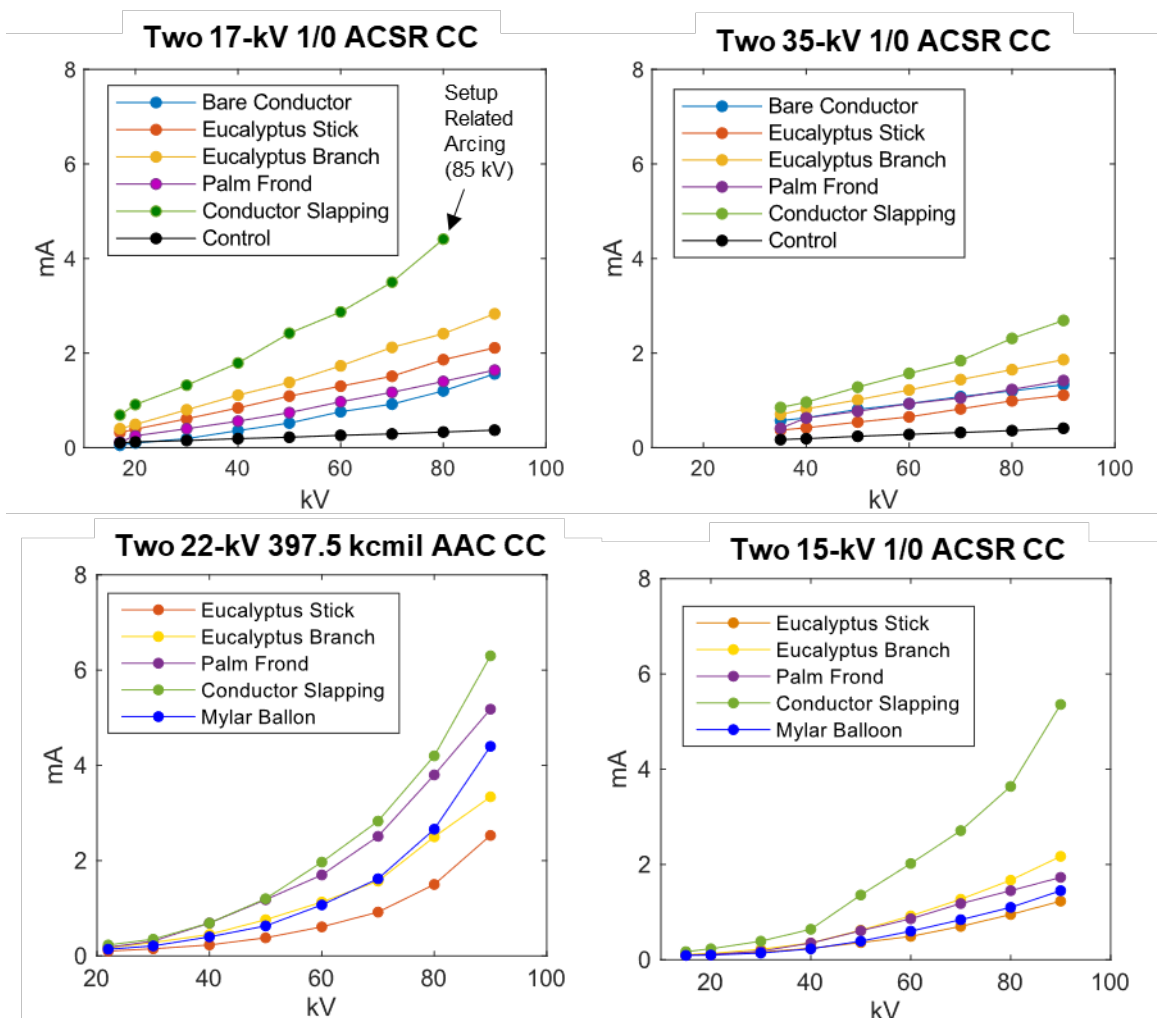 Two 17-kV 1/0 ACSR CC
8
6
4
2
0
mA
Bare Conductor
Eucalyptus Stick
Eucalyptus Branch
Palm Frond
Conductor Slapping
Control
Setup
Related
Arcing
(85 kV)
20
40
60
80
100
kV
Two 35-kV 1/0 ACSR CC
8
6
4
2
0
mA
Bare Conductor
Eucalyptus Stick
Eucalyptus Branch
Palm Frond
Conductor Slapping
Control
20
40
60
80
100
kV
Two 22-kV 397.5 kcmil AAC CC
8
6
4
2
0
mA
Eucalyptus Stick
Eucalyptus Branch
Palm Frond
Conductor Slapping
Mylar Ballon
20
40
60
80
100
kV
Two 15-kV 1/0 ACSR CC
8
6
4
2
0
mA
Eucalyptus Stick
Eucalyptus Branch
Palm Frond
Conductor Slapping
Mylar Balloon
20
40
60
80
100
kV